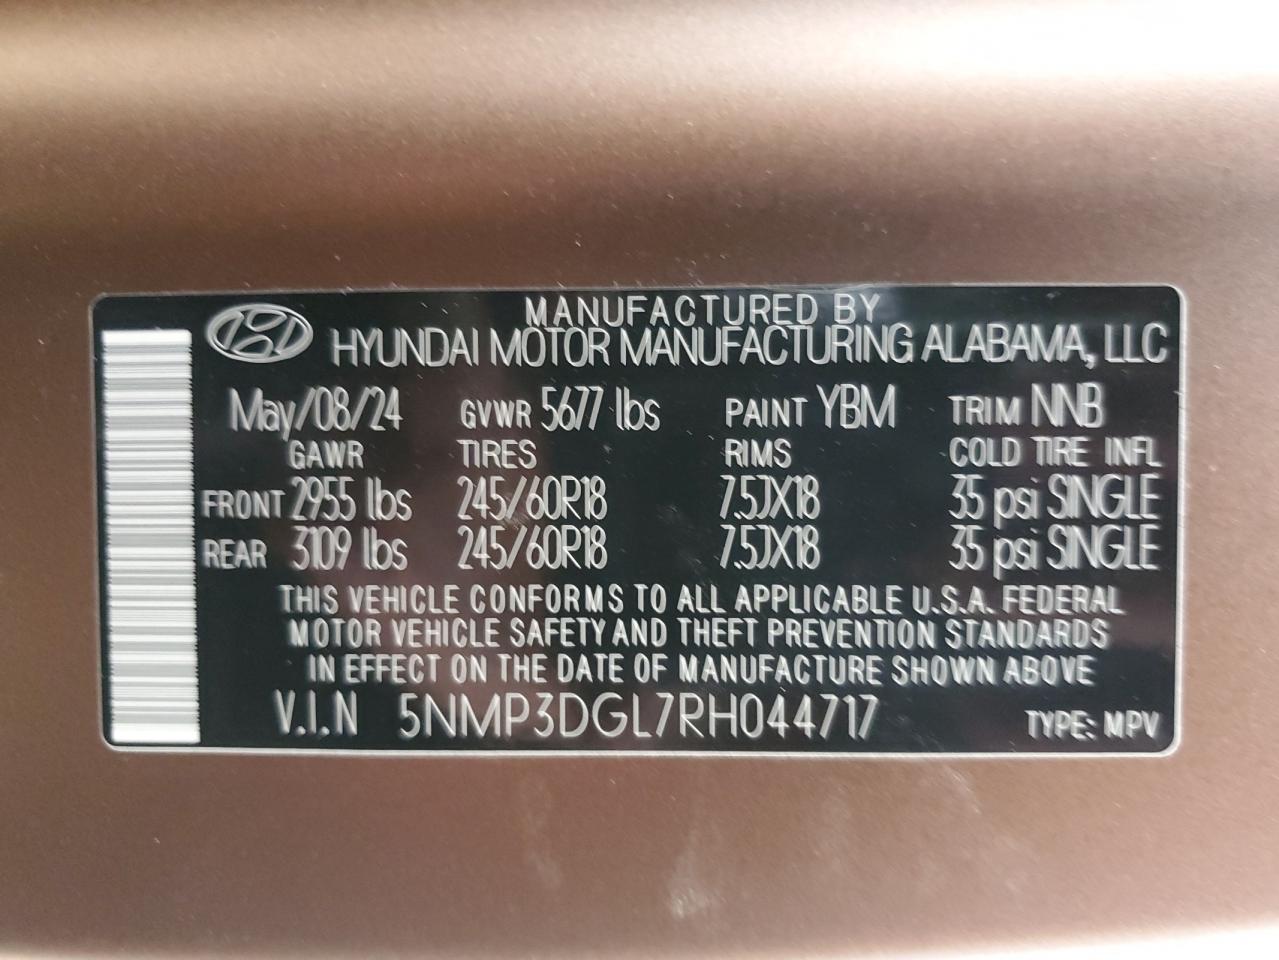 MANUFACTURED BY
HYUNDAI MOTOR MANUFACTURING ALABAMA, LLC
May/08/24 GVWR 5677 lbs PAINT YBM TRIM NNB
GAWR TIRES RIMS COLD TIRE INFL
FRONT 2955 lbs 245/60R18 7.5JX18 35 psi SINGLE
REAR 3109 lbs 245/60R18 7.5JX18 35 psi SINGLE
THIS VEHICLE CONFORMS TO ALL APPLICABLE U.S.A. FEDERAL
MOTOR VEHICLE SAFETY AND THEFT PREVENTION STANDARDS
IN EFFECT ON THE DATE OF MANUFACTURE SHOWN ABOVE
V.I.N 5NMP3DGL7RH044717 TYPE: MPV